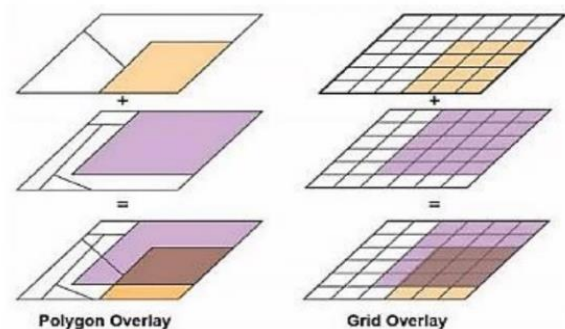 + +
= =
Polygon Overlay Grid Overlay